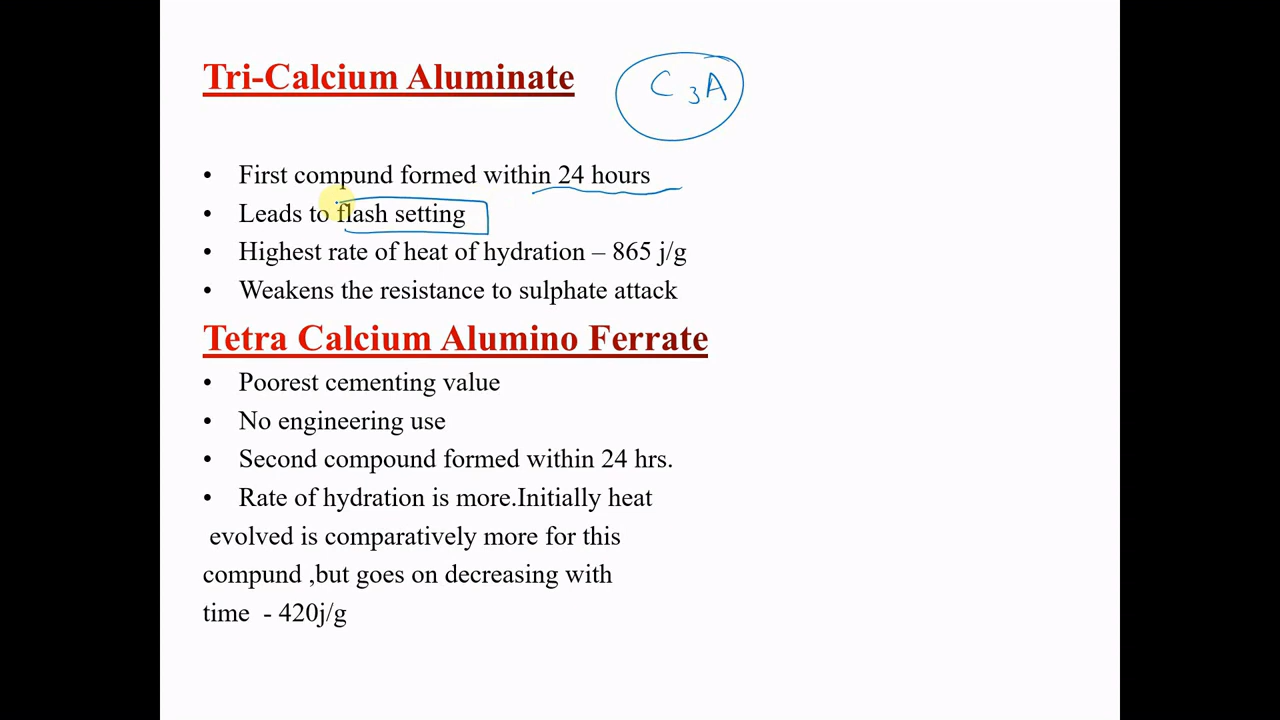 Tri-Calcium Aluminate
C3A
• First compund formed within 24 hours
• Leads to flash setting
• Highest rate of heat of hydration – 865 j/g
• Weakens the resistance to sulphate attack
Tetra Calcium Alumino Ferrate
• Poorest cementing value
• No engineering use
• Second compound formed within 24 hrs.
• Rate of hydration is more.Initially heat
evolved is comparatively more for this
compund ,but goes on decreasing with
time - 420j/g